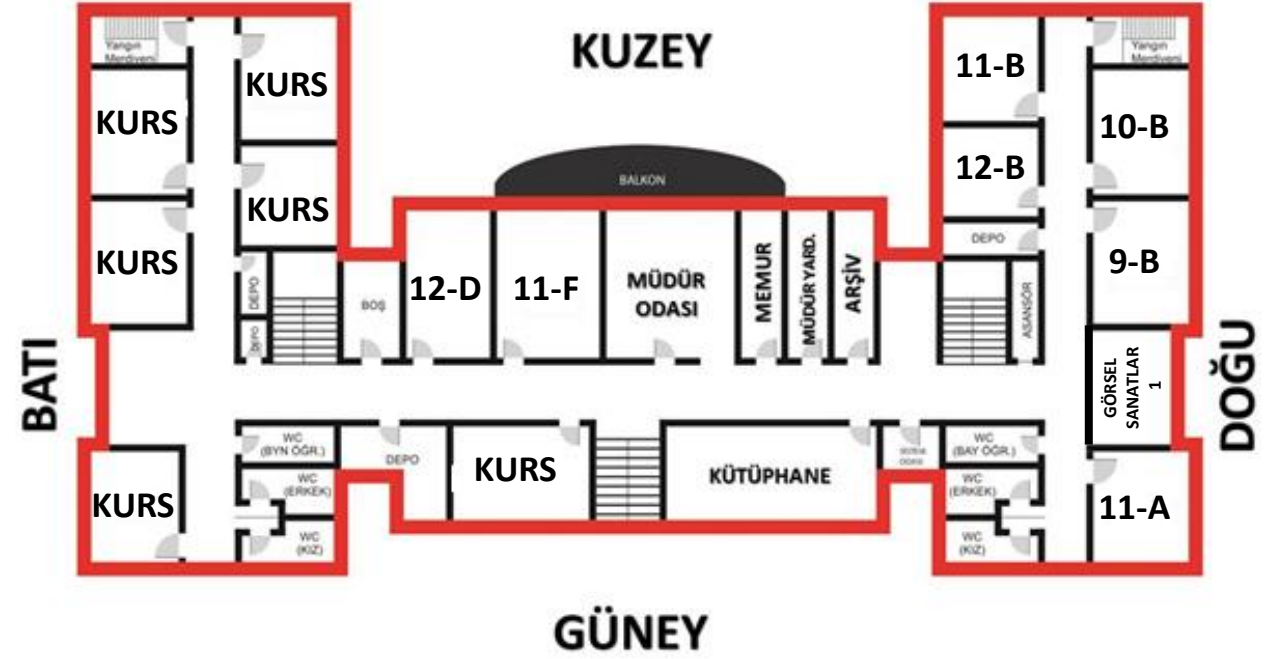 KUZEY
Yangın
Merdiveni
KURS
KURS
KURS
KURS
DEPO
DEPO
BOŞ
12-D
11-F
BALKON
MÜDÜR
ODASI
MEMUR
MÜDÜR YARD.
ARŞİV
11-B
12-B
DEPO
ASANSÖR
Yangın
Merdiveni
10-B
9-B
GÖRSEL
SANATLAR
1
BATI
DOĞU
KURS
WC
(BYN ÖĞR.)
WC
(ERKEK)
WC
(KIZ)
DEPO
KURS
KÜTÜPHANE
ODASI
WC
(BAY ÖĞR.)
WC
(ERKEK)
WC
(KIZ)
11-A
GÜNEY